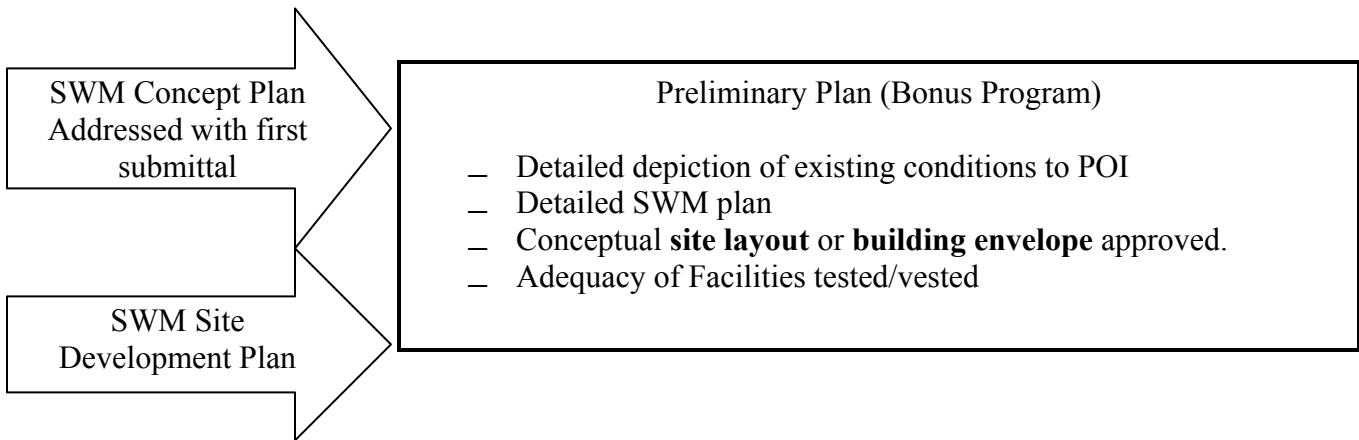 SWM Concept Plan
Addressed with first
submittal
SWM Site
Development Plan
Preliminary Plan (Bonus Program)
— Detailed depiction of existing conditions to POI
— Detailed SWM plan
— Conceptual site layout or building envelope approved.
— Adequacy of Facilities tested/vested